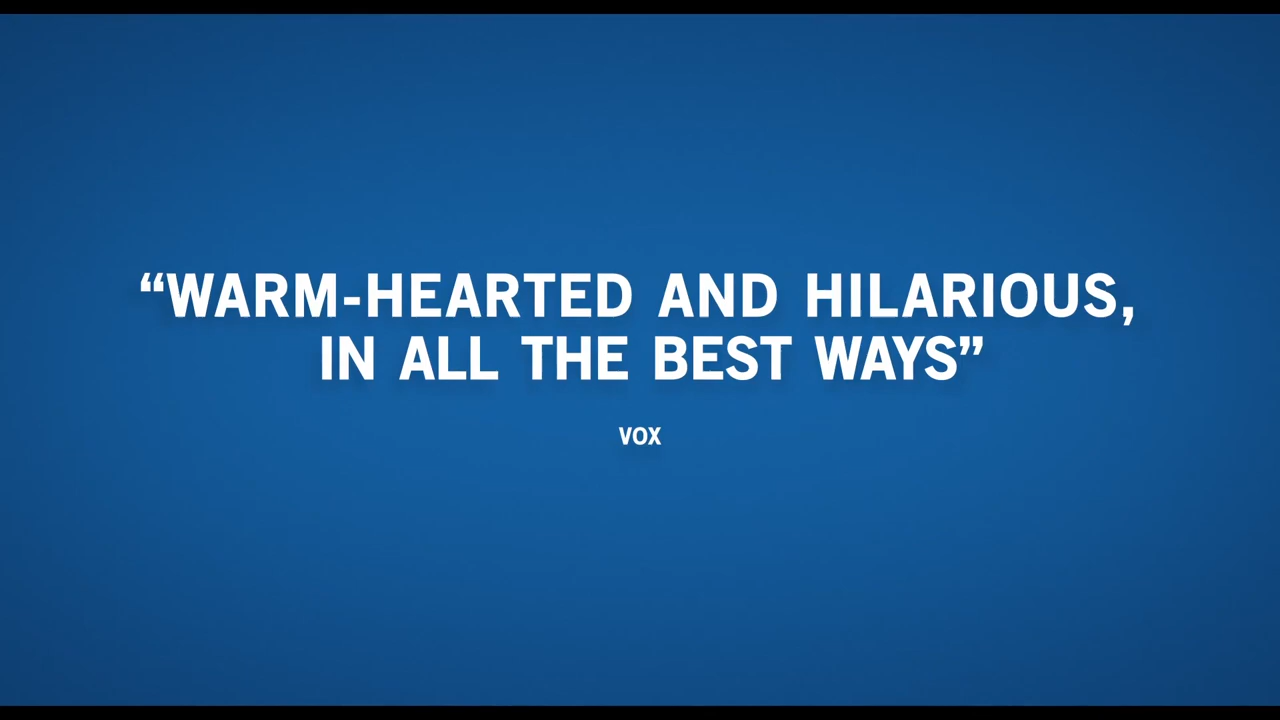 “WARM-HEARTED AND HILARIOUS,
IN ALL THE BEST WAYS”
VOX